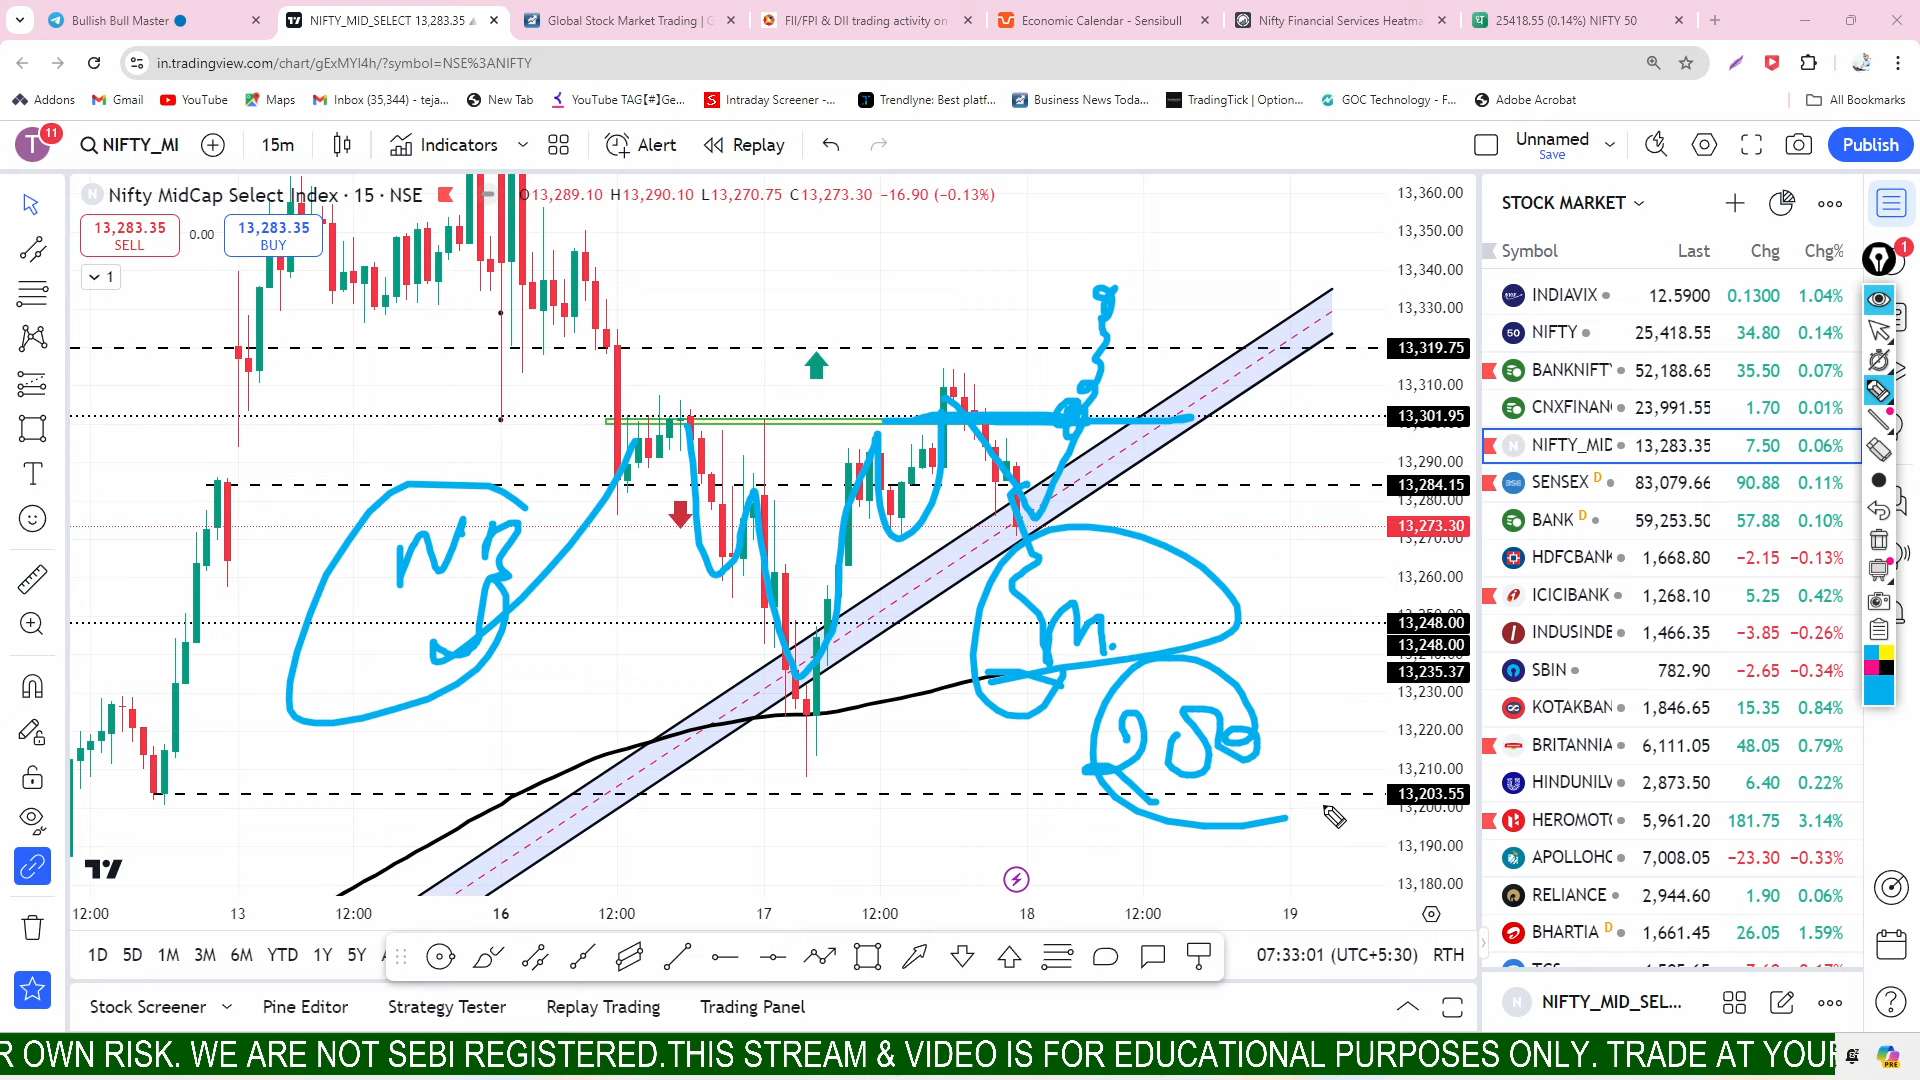 Bullish Bull Master
NIFTY_MID_SELECT 13,283.35
Global Stock Market Trading | G
FII/FPI & DII trading activity on
Economic Calendar - Sensibull
Nifty Financial Services Heatma
25418.55 (0.14%) NIFTY 50
in.tradingview.com/chart/gExMYI4h/?symbol=NSE%3ANIFTY
Addons
Gmail
YouTube
Maps
Inbox (35,344) - teja...
New Tab
YouTube TAG【#】Ge...
Intraday Screener -...
Trendlyne: Best platf...
Business News Toda...
TradingTick | Option...
GOC Technology - F...
Adobe Acrobat
All Bookmarks
T 11
NIFTY_MI
15m
Indicators
Alert
Replay
Unnamed
Save
Publish
Nifty MidCap Select Index · 15 · NSE
O13,289.10 H13,290.10 L13,270.75 C13,273.30 −16.90 (−0.13%)
13,283.35
SELL
0.00
13,283.35
BUY
1
13,360.00
13,350.00
13,340.00
13,330.00
13,319.75
13,310.00
13,301.95
13,290.00
13,284.15
13,280.00
13,273.30
13,260.00
13,248.00
13,248.00
13,235.37
13,230.00
13,220.00
13,210.00
13,203.55
13,200.00
13,190.00
13,180.00
12:00 13 12:00 16 12:00 17 12:00 18 12:00 19
1D 5D 1M 3M 6M YTD 1Y 5Y
07:33:01 (UTC+5:30) RTH
Stock Screener
Pine Editor
Strategy Tester
Replay Trading
Trading Panel
STOCK MARKET
Symbol Last Chg Chg%
INDIAVIX 12.5900 0.1300 1.04%
50 NIFTY 25,418.55 34.80 0.14%
BANKNIFTY 52,188.65 35.50 0.07%
CNXFINAN 23,991.55 1.70 0.01%
N NIFTY_MID 13,283.35 7.50 0.06%
SENSEX D 83,079.66 90.88 0.11%
BANK D 59,253.50 57.88 0.10%
HDFCBANK 1,668.80 −2.15 −0.13%
ICICIBANK 1,268.10 5.25 0.42%
INDUSINDB 1,466.35 −3.85 −0.26%
SBIN 782.90 −2.65 −0.34%
KOTAKBAN 1,846.65 15.35 0.84%
BRITANNIA 6,111.05 48.05 0.79%
HINDUNILV 2,873.50 6.40 0.22%
HEROMOTO 5,961.20 181.75 3.14%
APOLLOHO 7,008.05 −23.30 −0.33%
RELIANCE 2,944.60 1.90 0.06%
BHARTIA D 1,661.45 26.05 1.59%
N NIFTY_MID_SEL...
R OWN RISK. WE ARE NOT SEBI REGISTERED.THIS STREAM & VIDEO IS FOR EDUCATIONAL PURPOSES ONLY. TRADE AT YOUR